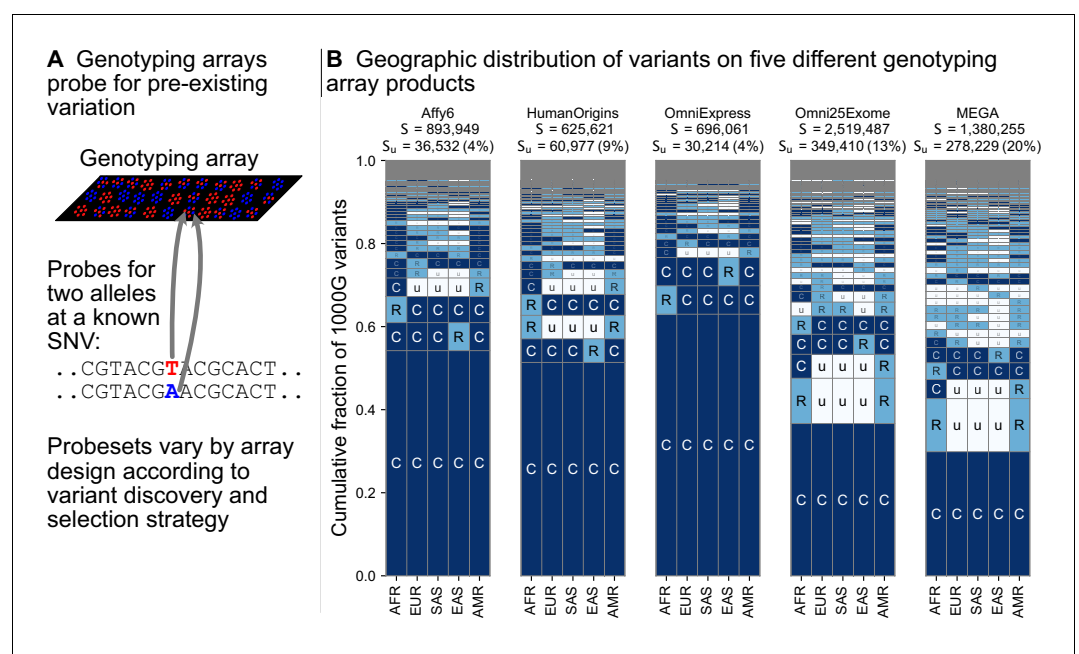 A Genotyping arrays
probe for pre-existing
variation
Genotyping array
Probes for
two alleles
at a known
SNV:
..CGTACGTACGCACT..
..CGTACGAACGCACT..
Probesets vary by array
design according to
variant discovery and
selection strategy
B Geographic distribution of variants on five different genotyping
array products
Affy6
S = 893,949
Su = 36,532 (4%)
HumanOrigins
S = 625,621
Su = 60,977 (9%)
OmniExpress
S = 696,061
Su = 30,214 (4%)
Omni25Exome
S = 2,519,487
Su = 349,410 (13%)
MEGA
S = 1,380,255
Su = 278,229 (20%)
Cumulative fraction of 1000G variants
1.0
0.8
0.6
0.4
0.2
0.0
C u u u R
R C C C C
C C C R C
C C C C C
AFR EUR SAS EAS AMR
C u u u R
R C C C C
R u u u R
C C C R C
C C C C C
AFR EUR SAS EAS AMR
C C C R C
R C C C C
C C C C C
AFR EUR SAS EAS AMR
u R u u R
R C C C C
C C C R C
C u u u R
R u u u R
C C C C C
AFR EUR SAS EAS AMR
C C C R C
R C C C C
C u u u R
R u u u R
C C C C C
AFR EUR SAS EAS AMR